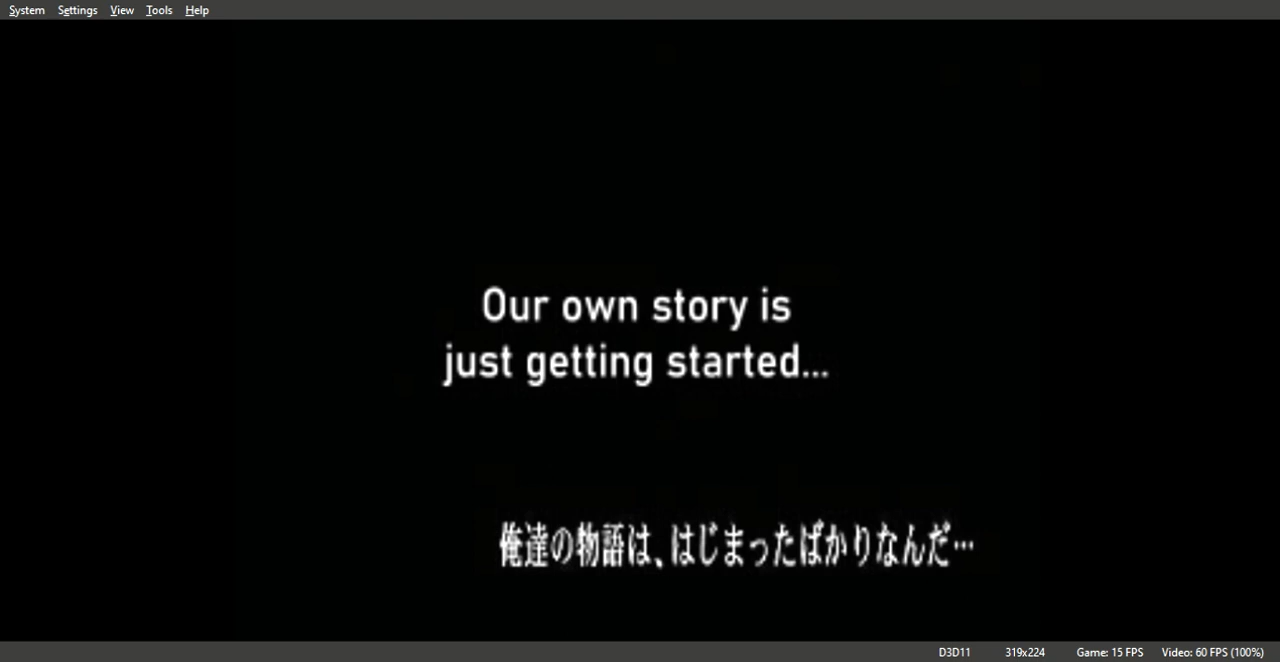 System Settings View Tools Help
Our own story is
just getting started...
俺達の物語は、はじまったばかりなんだ…
D3D11 319x224 Game: 15 FPS Video: 60 FPS (100%)